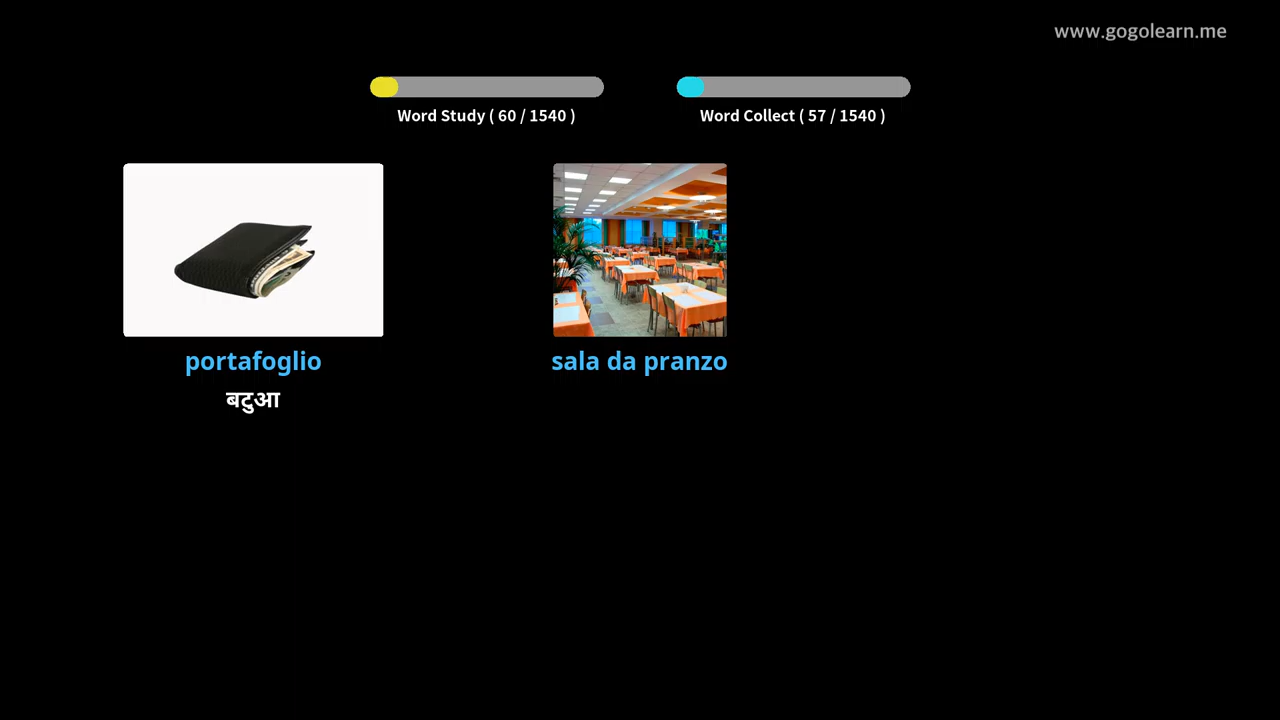 www.gogolearn.me
Word Study ( 60 / 1540 )
Word Collect ( 57 / 1540 )
portafoglio
बटुआ
sala da pranzo